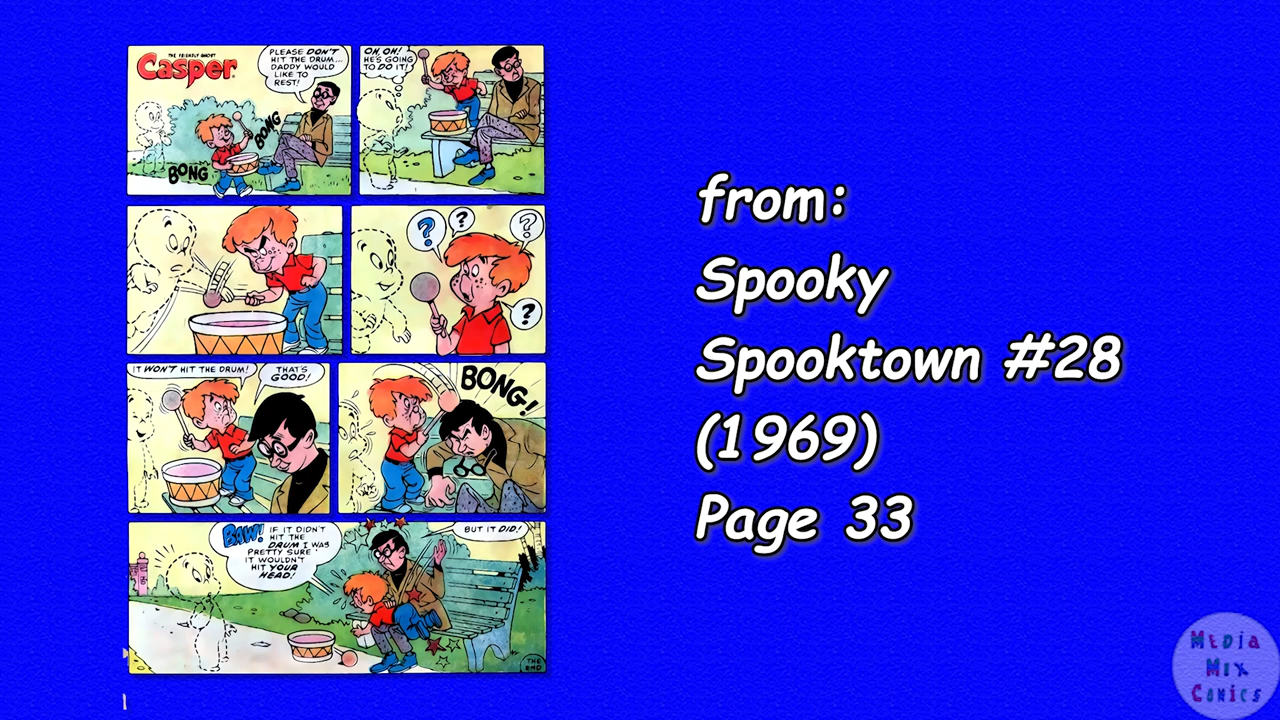 THE FRIENDLY GHOST
Casper
PLEASE DON'T
HIT THE DRUM...
DADDY WOULD
LIKE TO
REST!
BONG
BONG
OH, OH!
HE'S GOING
TO DO IT!
?
?
?
?
IT WON'T HIT THE DRUM!
THAT'S
GOOD!
BONG!
BAW! IF IT DIDN'T
HIT THE
DRUM I WAS
PRETTY SURE
IT WOULDN'T
HIT YOUR
HEAD!
BUT IT DID!
THE
END
from:
Spooky
Spooktown #28
(1969)
Page 33
MEDiA
Mix
ComiCs